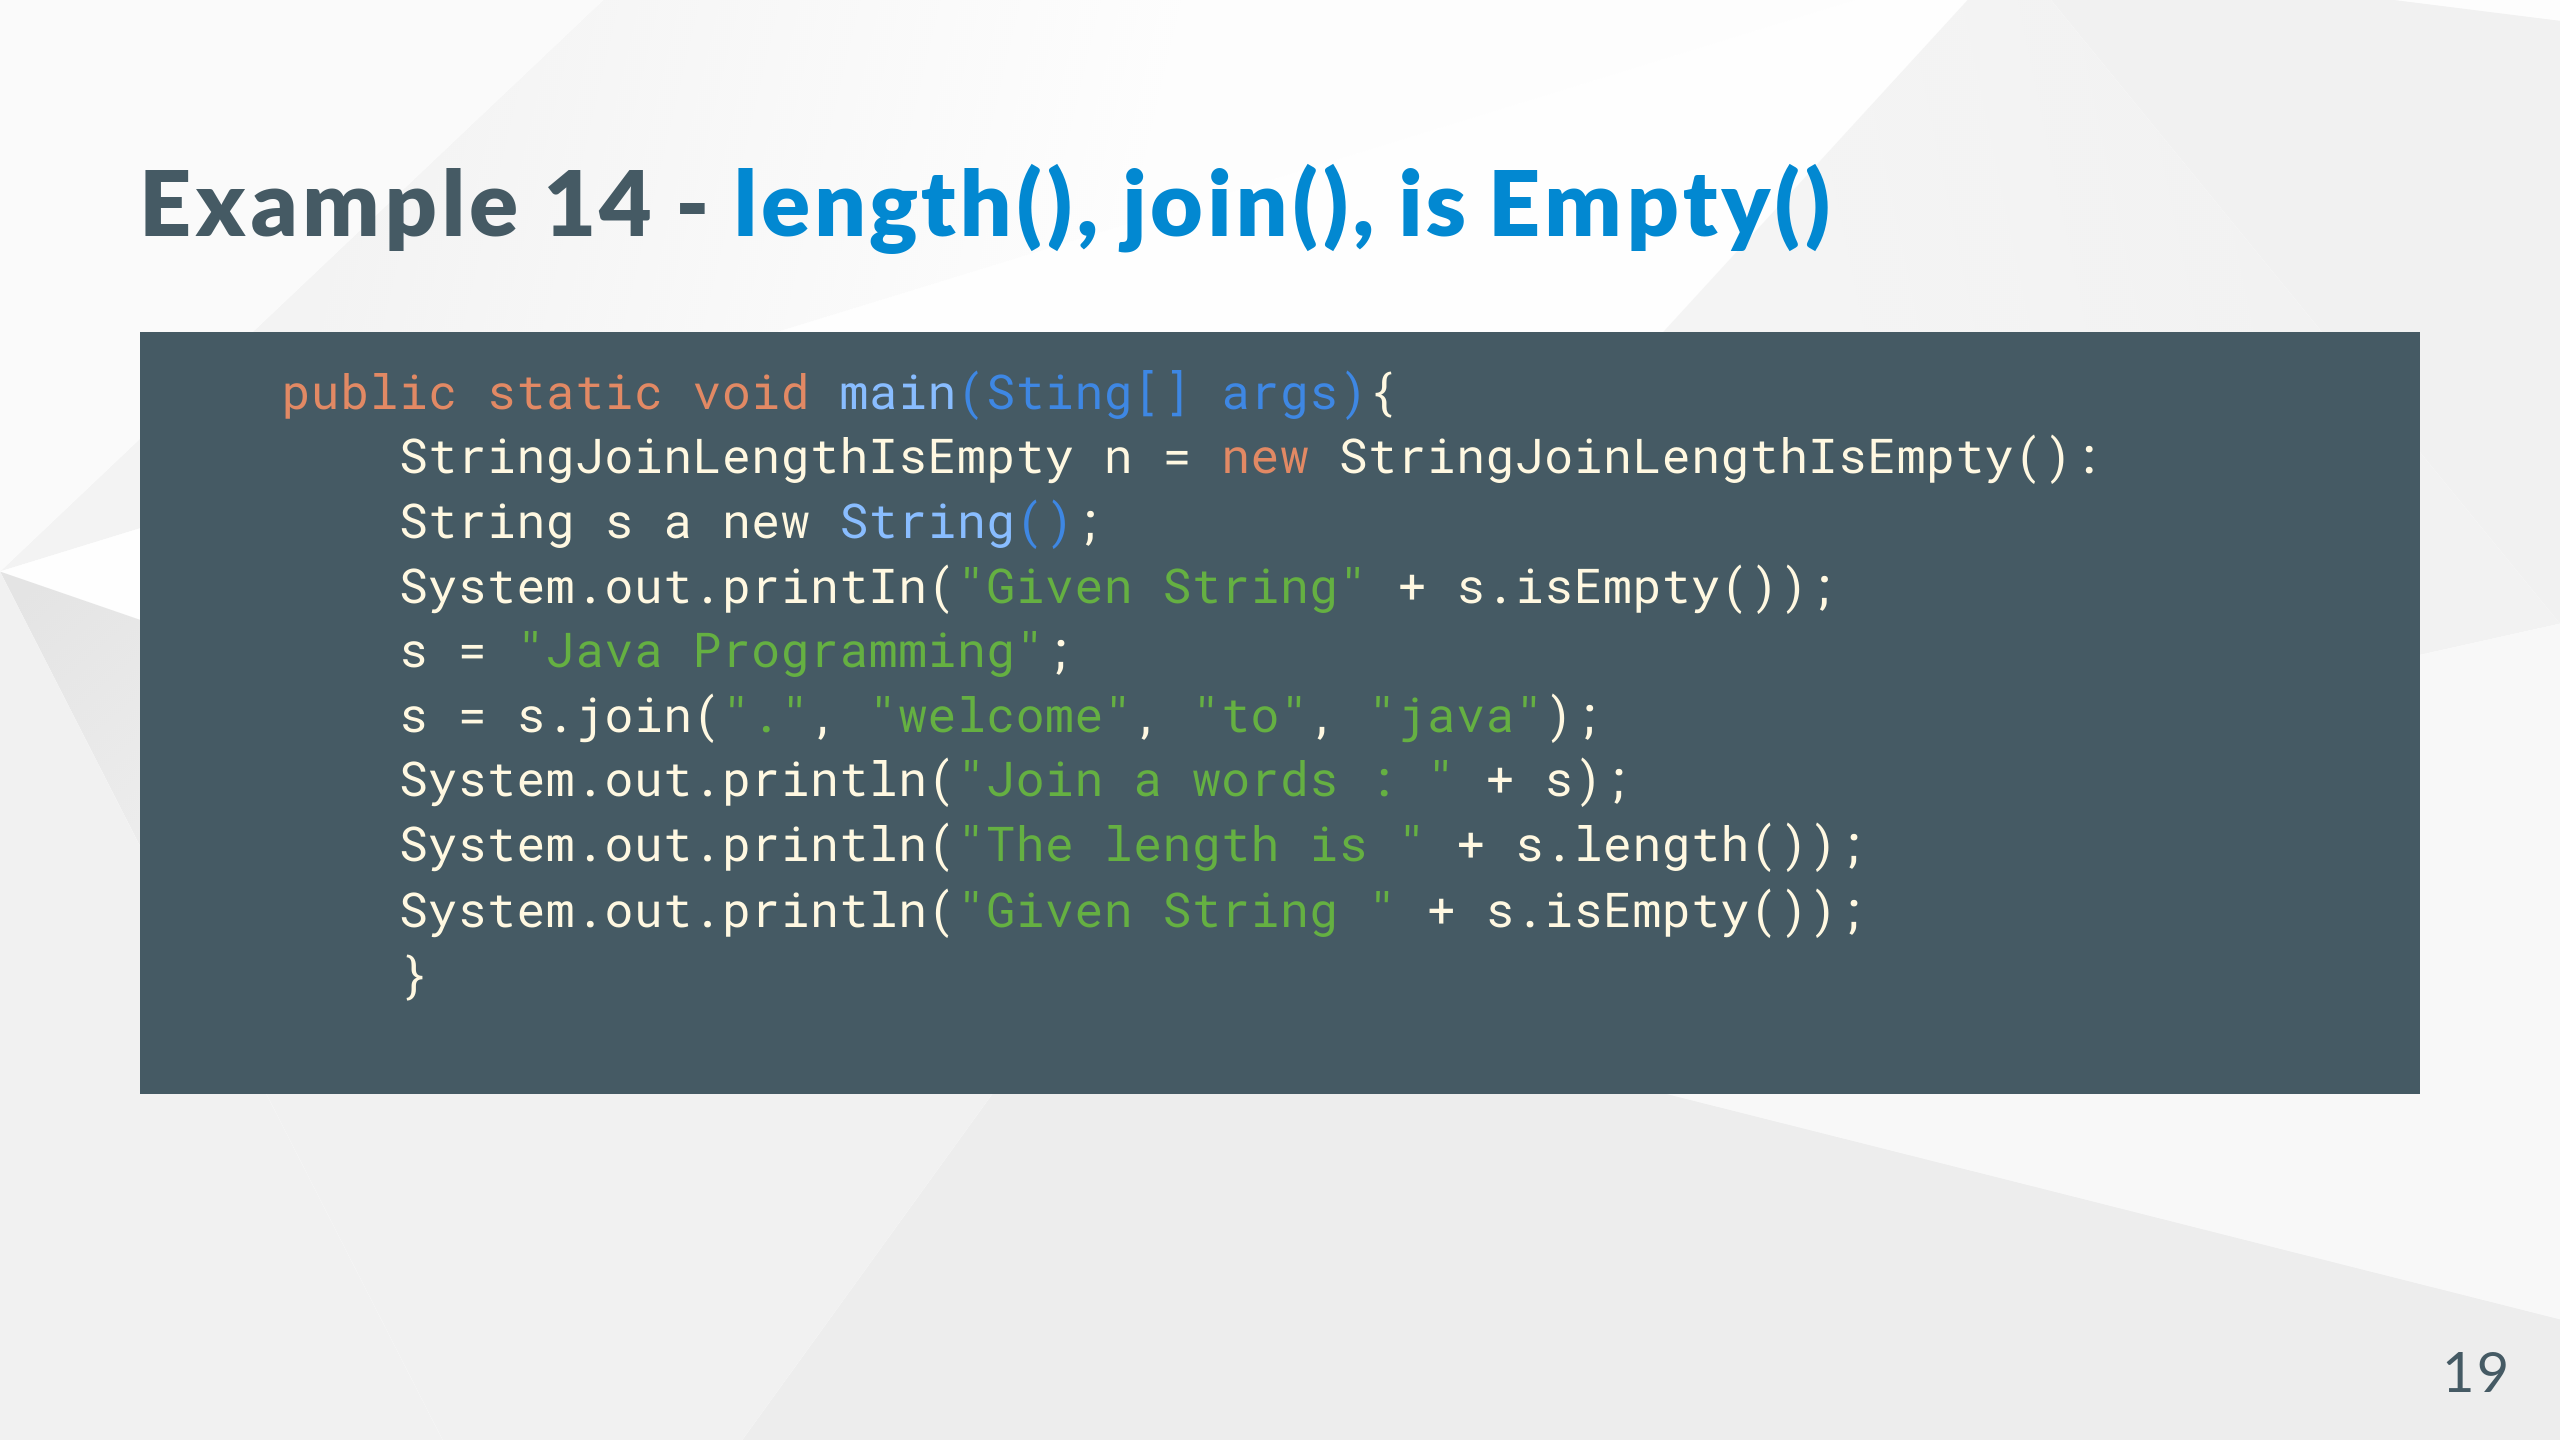 Example 14 - length(), join(), is Empty()
public static void main(Sting[] args){
StringJoinLengthIsEmpty n = new StringJoinLengthIsEmpty():
String s a new String();
System.out.printIn("Given String" + s.isEmpty());
s = "Java Programming";
s = s.join(".", "welcome", "to", "java");
System.out.println("Join a words : " + s);
System.out.println("The length is " + s.length());
System.out.println("Given String " + s.isEmpty());
}
19